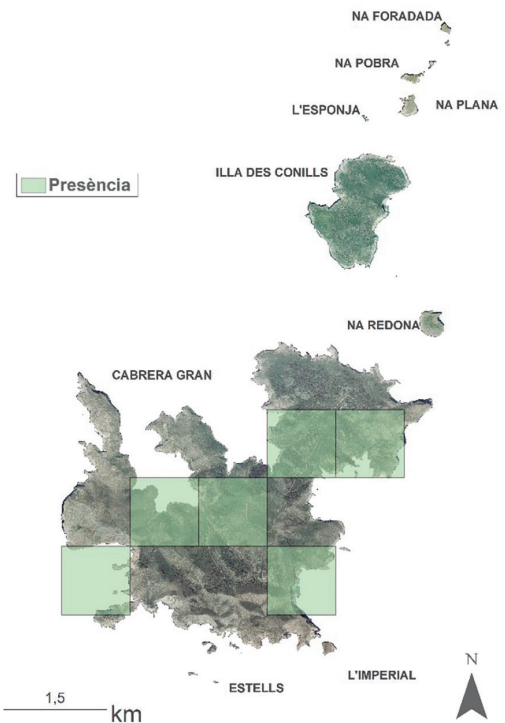 NA FORADADA
NA POBRA
L'ESPONJA
NA PLANA
ILLA DES CONILLS
Presència
NA REDONA
CABRERA GRAN
L'IMPERIAL
ESTELLS
1,5
km
N